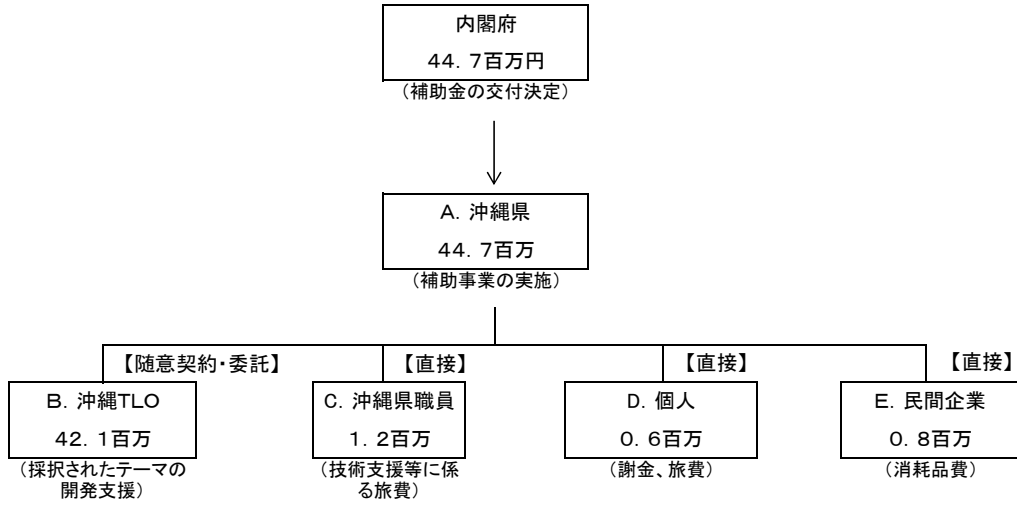 内閣府
44.7百万円
(補助金の交付決定)
A.沖縄県
44.7百万
(補助事業の実施)
【随意契約・委託】
【直接】
【直接】
【直接】
B.沖縄TLO
42.1百万
(採択されたテーマの
開発支援)
C.沖縄県職員
1.2百万
(技術支援等に係
る旅費)
D.個人
0.6百万
(謝金、旅費)
E.民間企業
0.8百万
(消耗品費)